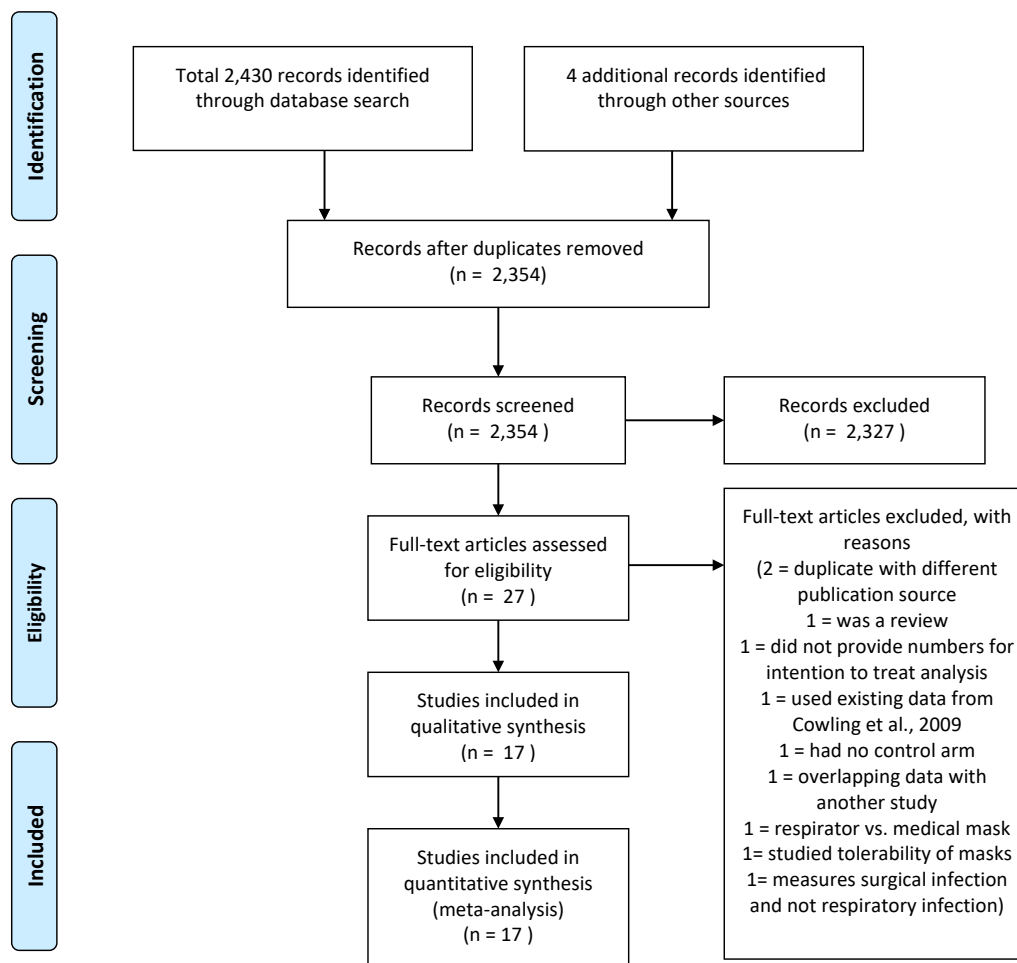 Identification
Total 2,430 records identified
through database search
4 additional records identified
through other sources
Screening
Records after duplicates removed
(n = 2,354)
Records screened
(n = 2,354 )
Records excluded
(n = 2,327 )
Eligibility
Full-text articles assessed
for eligibility
(n = 27 )
Full-text articles excluded, with
reasons
(2 = duplicate with different
publication source
1 = was a review
1 = did not provide numbers for
intention to treat analysis
1 = used existing data from
Cowling et al., 2009
1 = had no control arm
1 = overlapping data with
another study
1 = respirator vs. medical mask
1= studied tolerability of masks
1= measures surgical infection
and not respiratory infection)
Studies included in
qualitative synthesis
(n = 17 )
Included
Studies included in
quantitative synthesis
(meta-analysis)
(n = 17 )